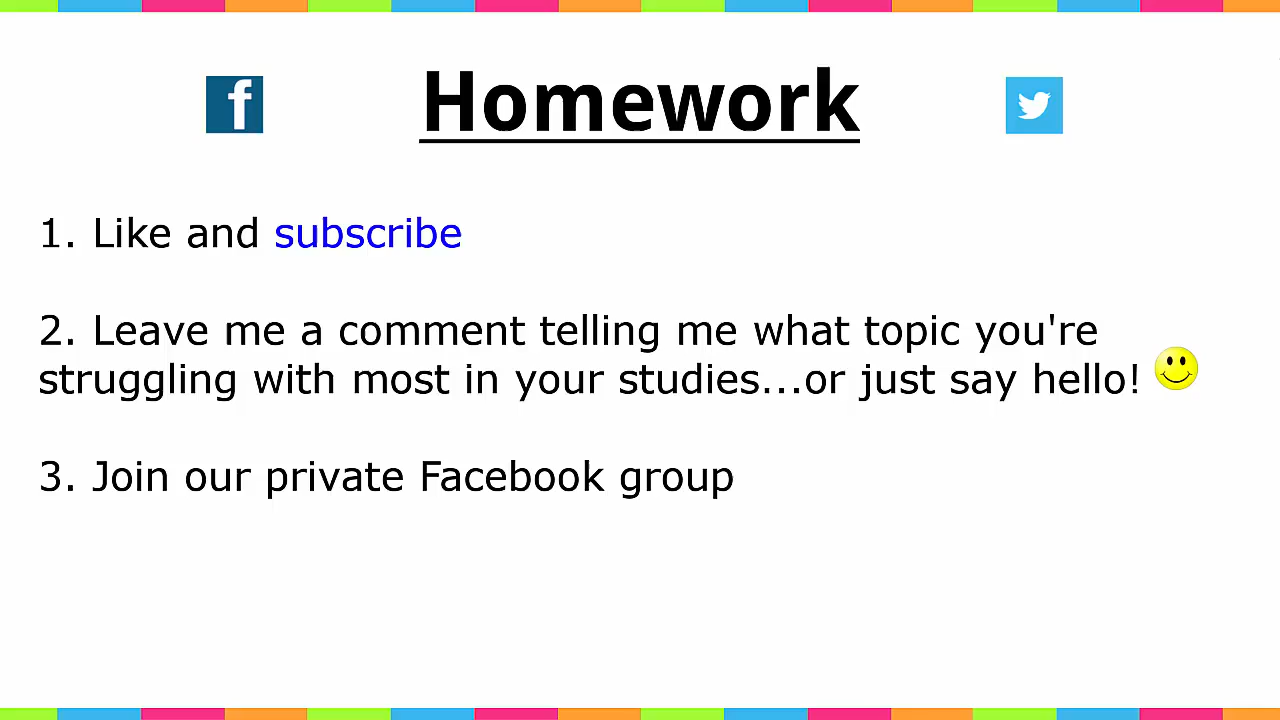 Homework
1. Like and subscribe
2. Leave me a comment telling me what topic you're
struggling with most in your studies...or just say hello!
3. Join our private Facebook group